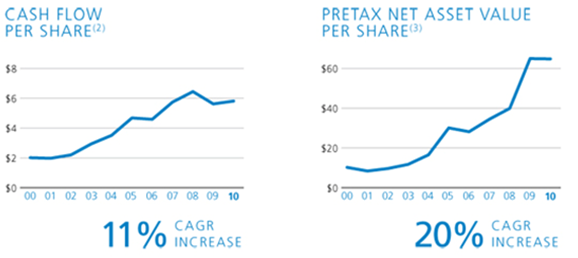 CASH FLOW
PER SHARE(2)
$8
$6
$4
$2
$0
00 01 02 03 04 05 06 07 08 09 10
11% CAGR
INCREASE
PRETAX NET ASSET VALUE
PER SHARE(3)
$60
$40
$20
$0
00 01 02 03 04 05 06 07 08 09 10
20% CAGR
INCREASE